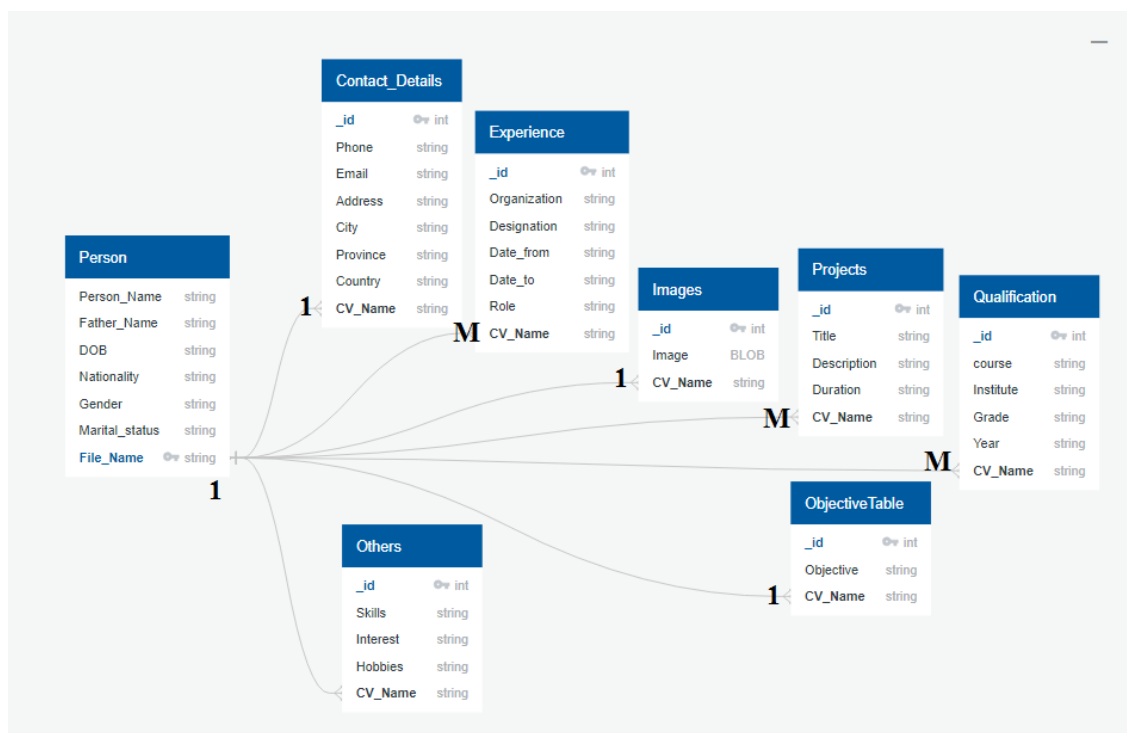 Contact_Details
_id int
Phone string
Email string
Address string
City string
Province string
Country string
1 CV_Name string
Experience
_id int
Organization string
Designation string
Date_from string
Date_to string
Role string
M CV_Name string
Person
Person_Name string
Father_Name string
DOB string
Nationality string
Gender string
Marital_status string
File_Name string
1
Images
_id int
Image BLOB
1 CV_Name string
Projects
_id int
Title string
Description string
Duration string
M CV_Name string
Qualification
_id int
course string
Institute string
Grade string
Year string
M CV_Name string
ObjectiveTable
_id int
Objective string
1 CV_Name string
Others
_id int
Skills string
Interest string
Hobbies string
CV_Name string